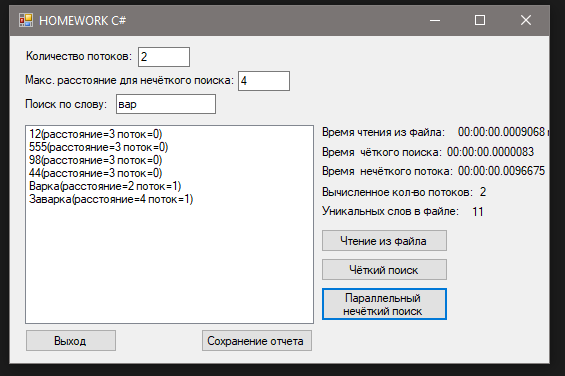 HOMEWORK C#
Количество потоков: 2
Макс. расстояние для нечёткого поиска: 4
Поиск по слову: вар
12(расстояние=3 поток=0)
555(расстояние=3 поток=0)
98(расстояние=3 поток=0)
44(расстояние=3 поток=0)
Варка(расстояние=2 поток=1)
Заварка(расстояние=4 поток=1)
Время чтения из файла: 00:00:00.0009068
Время чёткого поиска: 00:00:00.0000083
Время нечёткого потока: 00:00:00.0096675
Вычисленное кол-во потоков: 2
Уникальных слов в файле: 11
Чтение из файла
Чёткий поиск
Параллельный
нечёткий поиск
Выход
Сохранение отчета